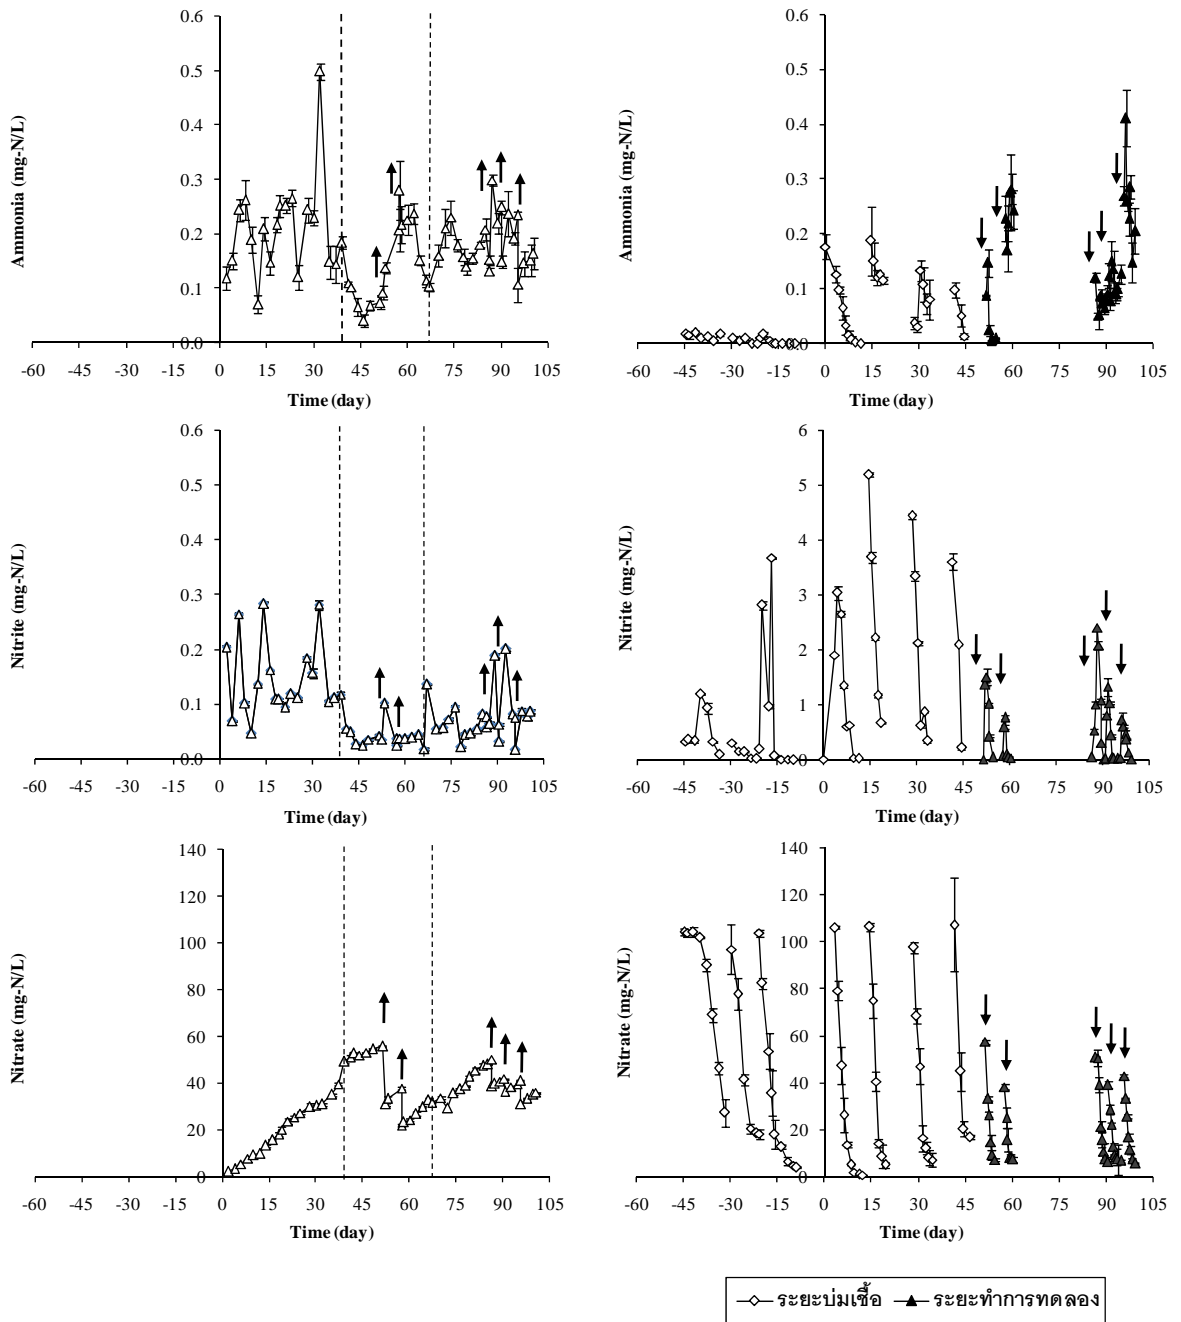 0.6
0.5
0.4
0.3
0.2
0.1
0.0
-60 -45 -30 -15 0 15 30 45 60 75 90 105
Ammonia (mg-N/L)
Time (day)
0.6
0.5
0.4
0.3
0.2
0.1
0.0
-60 -45 -30 -15 0 15 30 45 60 75 90 105
Ammonia (mg-N/L)
Time (day)
0.6
0.5
0.4
0.3
0.2
0.1
0.0
-60 -45 -30 -15 0 15 30 45 60 75 90 105
Nitrite (mg-N/L)
Time (day)
6
5
4
3
2
1
0
-60 -45 -30 -15 0 15 30 45 60 75 90 105
Nitrite (mg-N/L)
Time (day)
140
120
100
80
60
40
20
0
-60 -45 -30 -15 0 15 30 45 60 75 90 105
Nitrate (mg-N/L)
Time (day)
140
120
100
80
60
40
20
0
-60 -45 -30 -15 0 15 30 45 60 75 90 105
Nitrate (mg-N/L)
Time (day)
ระยะบ่มเชื้อ ระยะทำการทดลอง